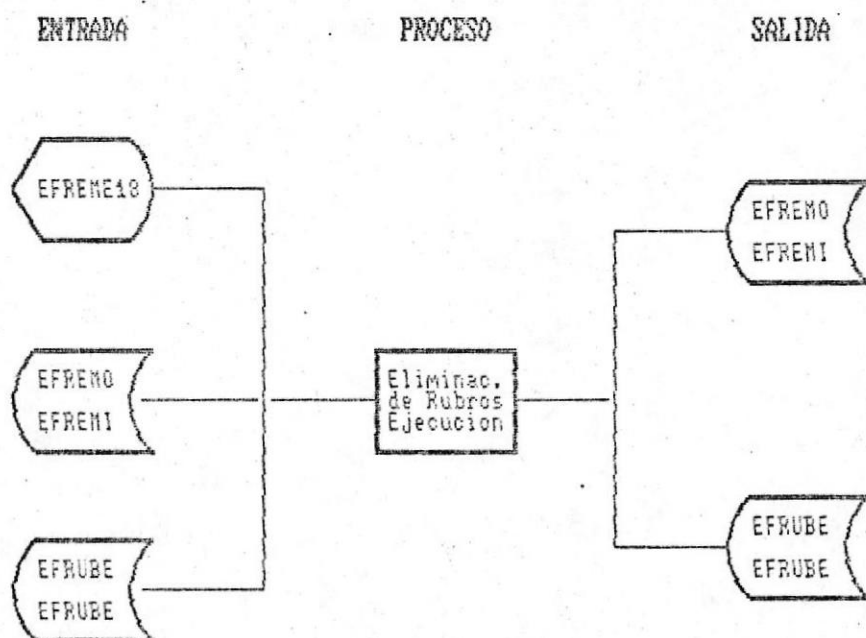 ENTRADA PROCESO SALIDA
EFREME18
EFREMO
EFREMI
EFREMO
EFREMI
Eliminac.
de Rubros
Ejecucion
EFRUBE
EFRUBE
EFRUBE
EFRUBE